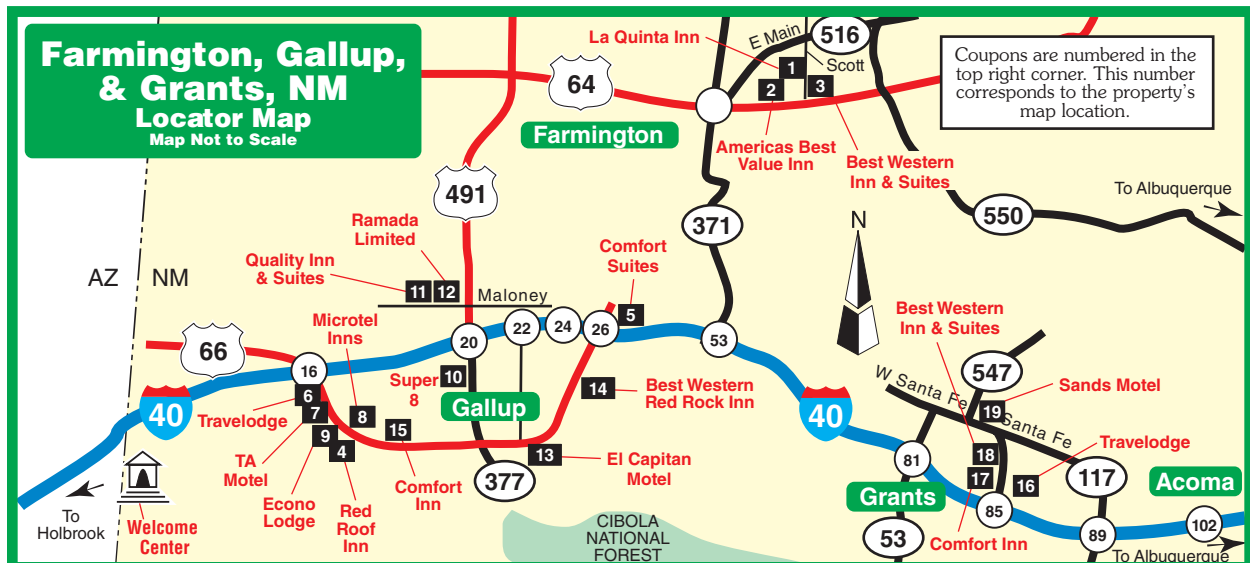 Farmington, Gallup,
& Grants, NM
Locator Map
Map Not to Scale
Coupons are numbered in the
top right corner. This number
corresponds to the property's
map location.
La Quinta Inn
E Main
516
Scott
1
2
3
64
Farmington
Americas Best
Value Inn
Best Western
Inn & Suites
491
371
550
To Albuquerque
N
AZ
NM
Ramada
Limited
Quality Inn
& Suites
11
12
Maloney
Comfort
Suites
5
Microtel
Inns
66
16
20
22
24
26
53
40
Travelodge
6
7
8
9
4
15
TA
Motel
Econo
Lodge
Red
Roof
Inn
Comfort
Inn
Super
8
10
Gallup
377
14
Best Western
Red Rock Inn
13
El Capitan
Motel
To
Holbrook
Welcome
Center
CIBOLA
NATIONAL
FOREST
40
Best Western
Inn & Suites
547
W Santa Fe
Santa Fe
19
Sands Motel
18
17
16
Travelodge
117
81
85
89
102
Grants
Acoma
53
Comfort Inn
To Albuquerque